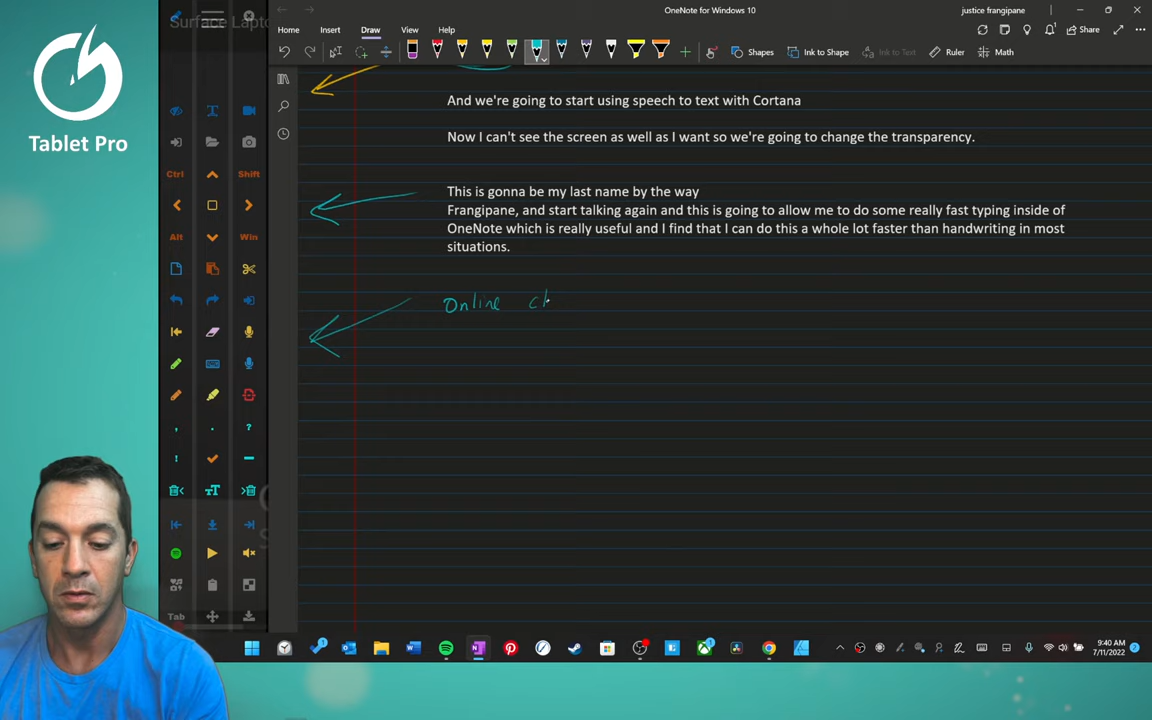 Surface Lapto
OneNote for Windows 10
justice frangipane
Tablet Pro
Home Insert Draw View Help
Share
Shapes
Ink to Shape
Ink to Text
Ruler
Math
And we're going to start using speech to text with Cortana
Now I can't see the screen as well as I want so we're going to change the transparency.
This is gonna be my last name by the way
Frangipane, and start talking again and this is going to allow me to do some really fast typing inside of
OneNote which is really useful and I find that I can do this a whole lot faster than handwriting in most
situations.
Online cl
Ctrl Shift
Alt Win
Tab
9:40 AM
7/11/2022